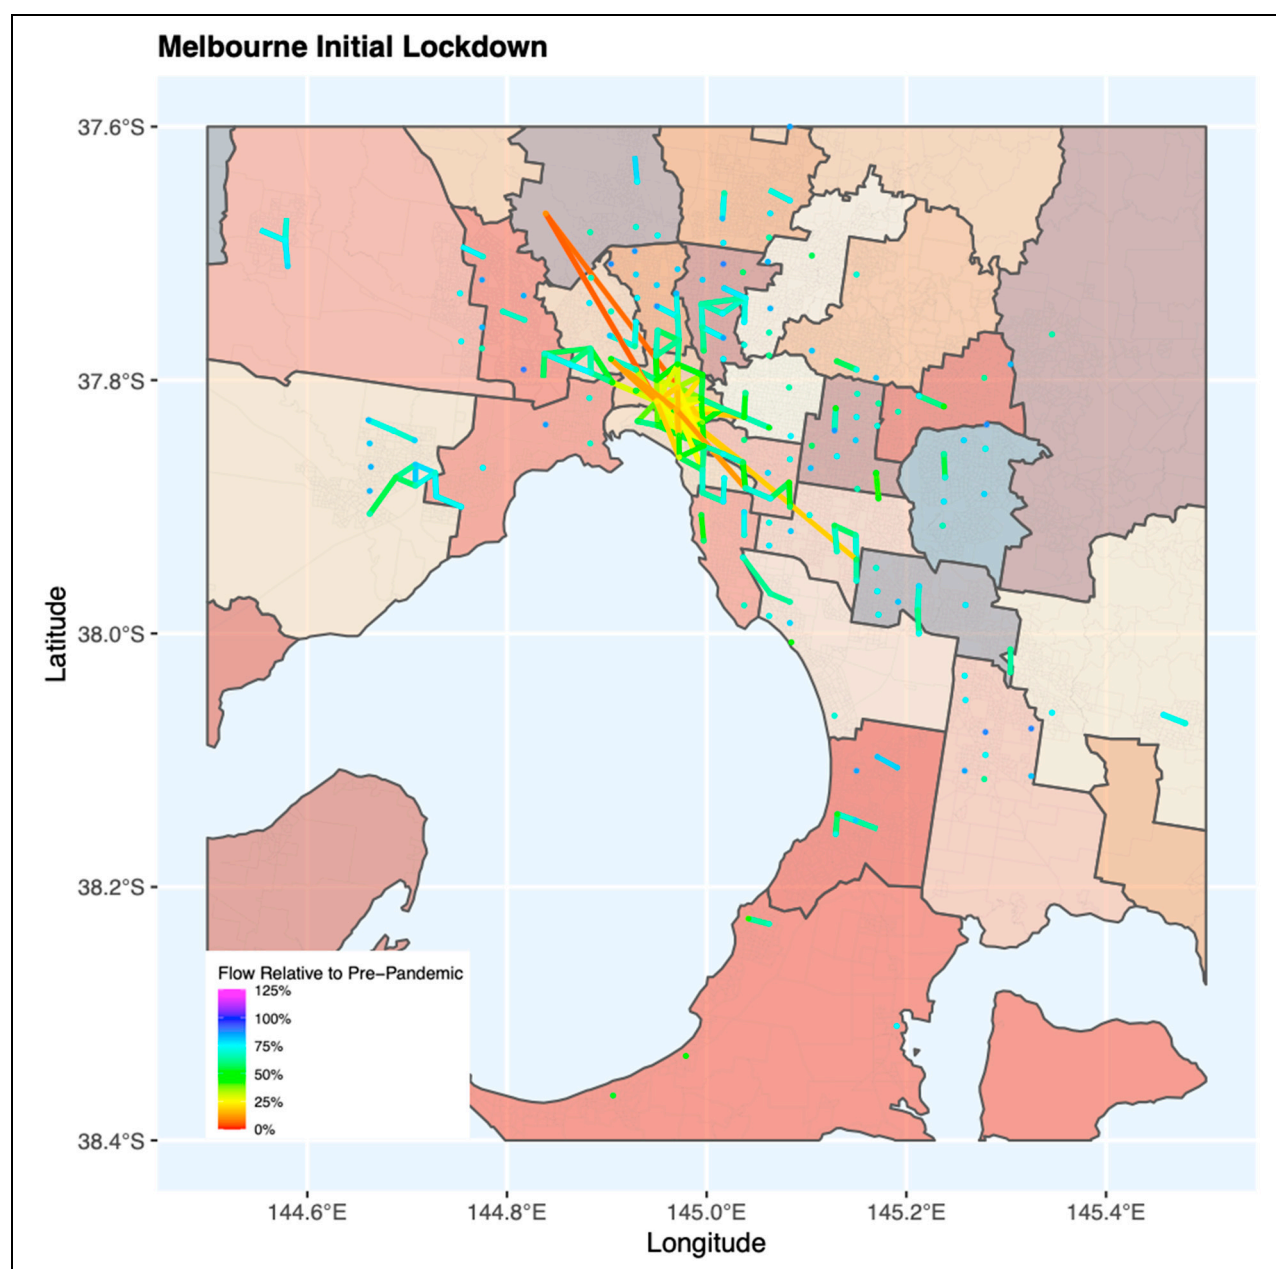 Melbourne Initial Lockdown
37.6°S
37.8°S
38.0°S
38.2°S
38.4°S
Latitude
Flow Relative to Pre−Pandemic
125%
100%
75%
50%
25%
0%
144.6°E 144.8°E 145.0°E 145.2°E 145.4°E
Longitude